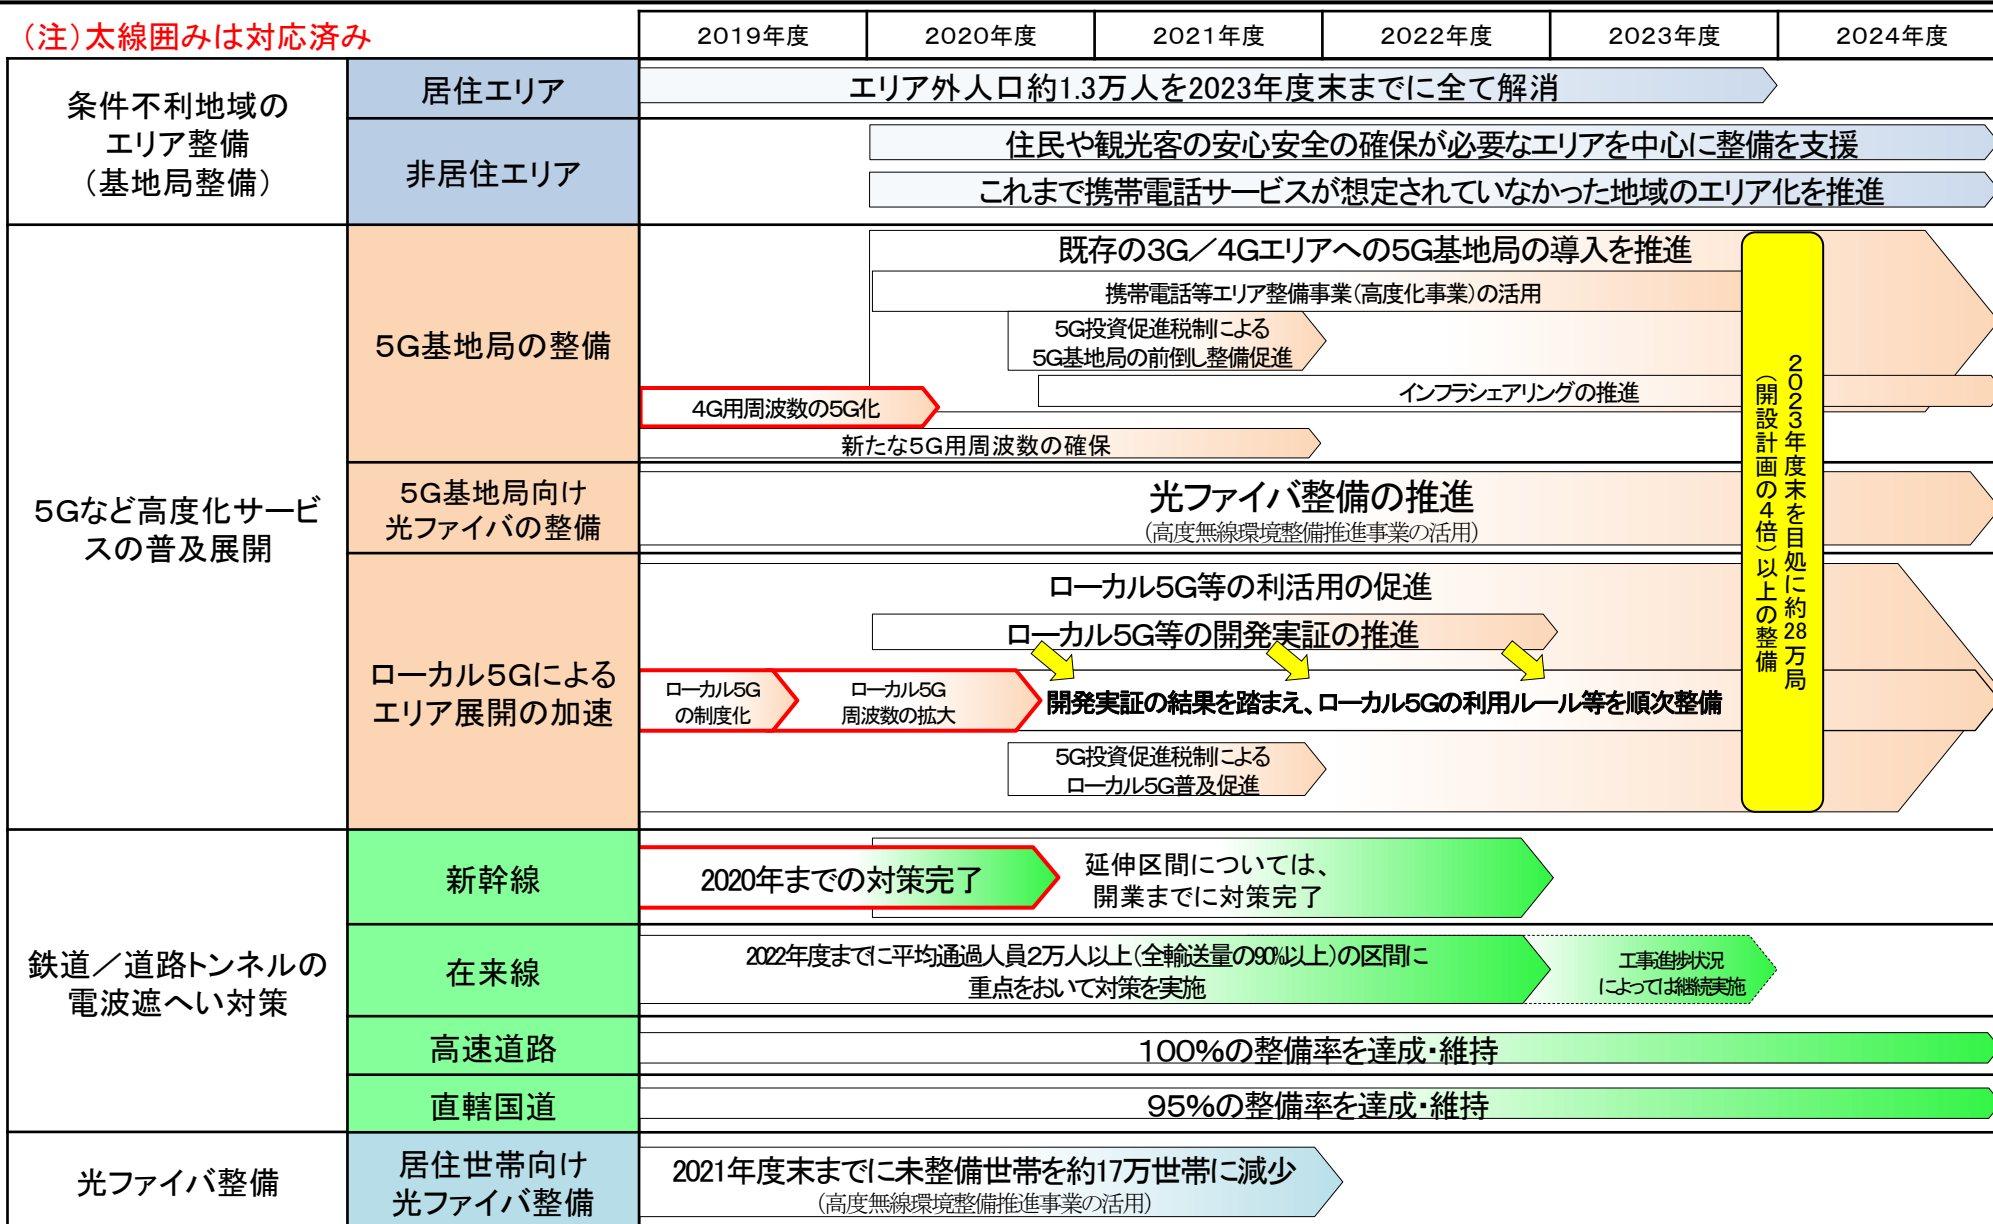 (注)太線囲みは対応済み
2019年度
2020年度
2021年度
2022年度
2023年度
2024年度
条件不利地域の
エリア整備
(基地局整備)
居住エリア
エリア外人口約1.3万人を2023年度末までに全て解消
非居住エリア
住民や観光客の安心安全の確保が必要なエリアを中心に整備を支援
これまで携帯電話サービスが想定されていなかった地域のエリア化を推進
5Gなど高度化サービ
スの普及展開
5G基地局の整備
既存の3G/4Gエリアへの5G基地局の導入を推進
携帯電話等エリア整備事業(高度化事業)の活用
5G投資促進税制による
5G基地局の前倒し整備促進
インフラシェアリングの推進
4G用周波数の5G化
新たな5G用周波数の確保
2023年度末を目処に約28万局
(開設計画の4倍)以上の整備
5G基地局向け
光ファイバの整備
光ファイバ整備の推進
(高度無線環境整備推進事業の活用)
ローカル5Gによる
エリア展開の加速
ローカル5G等の利活用の促進
ローカル5G等の開発実証の推進
ローカル5G
の制度化
ローカル5G
周波数の拡大
開発実証の結果を踏まえ、ローカル5Gの利用ルール等を順次整備
5G投資促進税制による
ローカル5G普及促進
鉄道/道路トンネルの
電波遮へい対策
新幹線
2020年までの対策完了
延伸区間については、
開業までに対策完了
在来線
2022年度までに平均通過人員2万人以上(全輸送量の90%以上)の区間に
重点をおいて対策を実施
工事進捗状況
によっては継続実施
高速道路
100%の整備率を達成・維持
直轄国道
95%の整備率を達成・維持
光ファイバ整備
居住世帯向け
光ファイバ整備
2021年度末までに未整備世帯を約17万世帯に減少
(高度無線環境整備推進事業の活用)